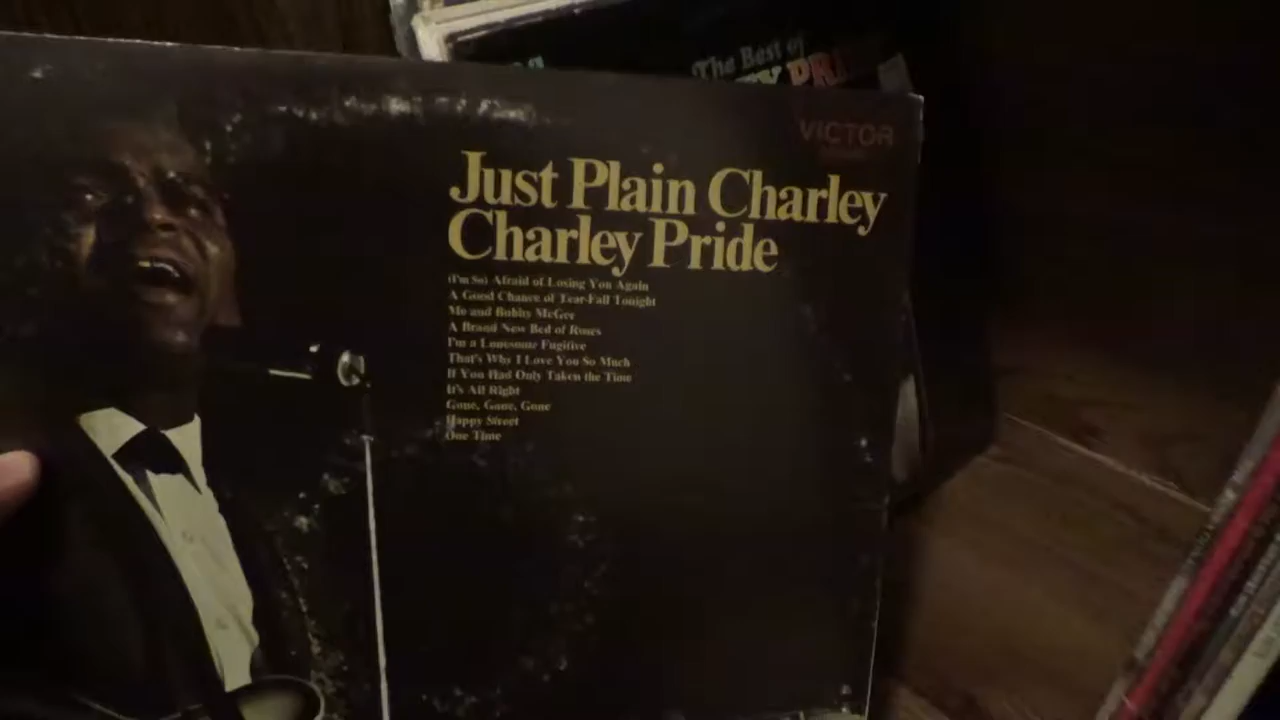 The Best of
VICTOR
Just Plain Charley
Charley Pride
(I'm So) Afraid of Losing You Again
A Good Chance of Tear-Fall Tonight
Me and Bobby McGee
A Brand New Bed of Roses
I'm a Lonesome Fugitive
That's Why I Love You So Much
If You Had Only Taken the Time
It's All Right
Gone, Gone, Gone
Happy Street
One Time